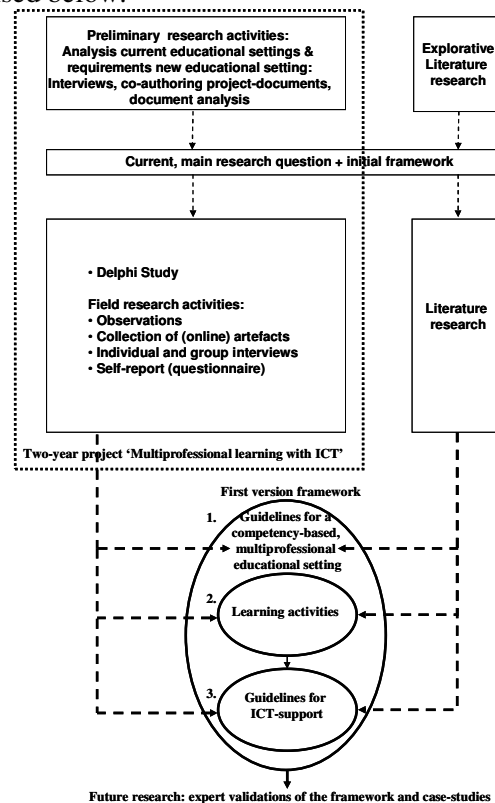 Preliminary research activities:
Analysis current educational settings &
requirements new educational setting:
Interviews, co-authoring project-documents,
document analysis
Explorative
Literature
research
Current, main research question + initial framework
• Delphi Study
Field research activities:
• Observations
• Collection of (online) artefacts
• Individual and group interviews
• Self-report (questionnaire)
Literature
research
Two-year project ‘Multiprofessional learning with ICT’
First version framework
1. Guidelines for a
competency-based,
multiprofessional
educational setting
2. Learning activities
3. Guidelines for
ICT-support
Future research: expert validations of the framework and case-studies